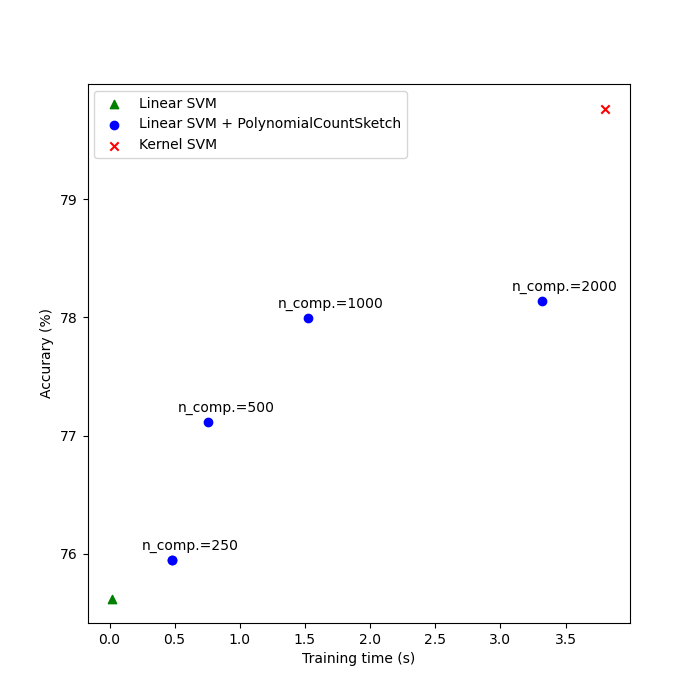 Linear SVM
Linear SVM + PolynomialCountSketch
Kernel SVM
79
78
77
76
Accurary (%)
n_comp.=2000
n_comp.=1000
n_comp.=500
n_comp.=250
0.0 0.5 1.0 1.5 2.0 2.5 3.0 3.5
Training time (s)